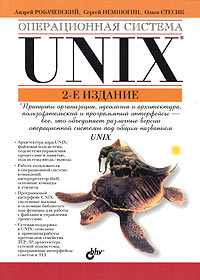 Андрей РОБАЧЕВСКИЙ, Сергей НЕМНЮГИН, Ольга СТЕСИК
ОПЕРАЦИОННАЯ СИСТЕМА
UNIX®
2-Е ИЗДАНИЕ
Принципы организации, идеология и архитектура,
пользовательский и программный интерфейсы —
все, что объединяет различные версии
операционной системы под общим названием
UNIX
Архитектура ядра UNIX:
файловая подсистема,
подсистема управления
процессами и памятью,
подсистема ввода/вывода
Работа пользователя
в операционной системе:
командный
интерпретатор shell,
основные команды
и утилиты
Программный
интерфейс UNIX:
системные вызовы
и основные библиотечные
функции для работы
с файлами и управления
процессами
Сетевая поддержка
в UNIX: описание
и принципы работы
протоколов семейства
TCP/IP, архитектура
сетевой подсистемы,
программные интерфейсы
сокетов и TLI
bhv